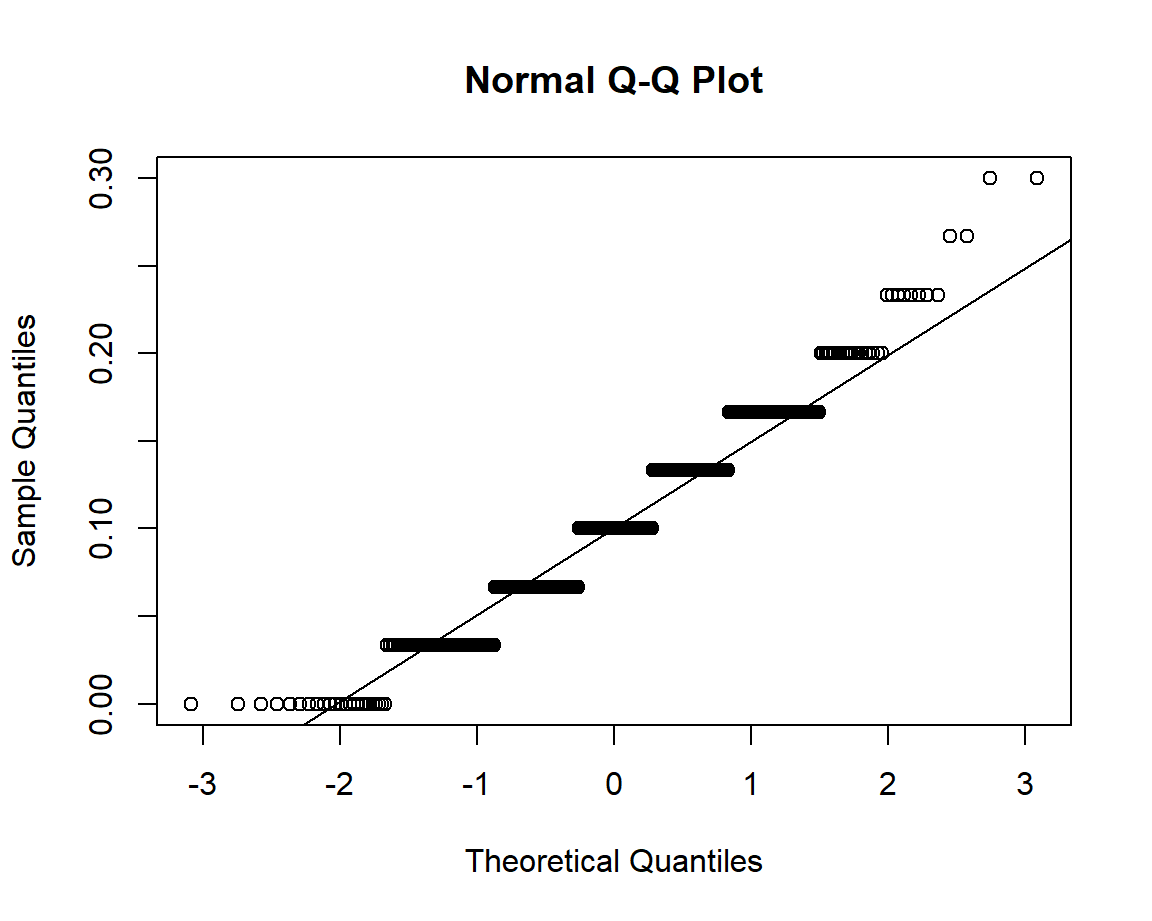 Normal Q-Q Plot
0.30
0.20
0.10
0.00
Sample Quantiles
-3 -2 -1 0 1 2 3
Theoretical Quantiles